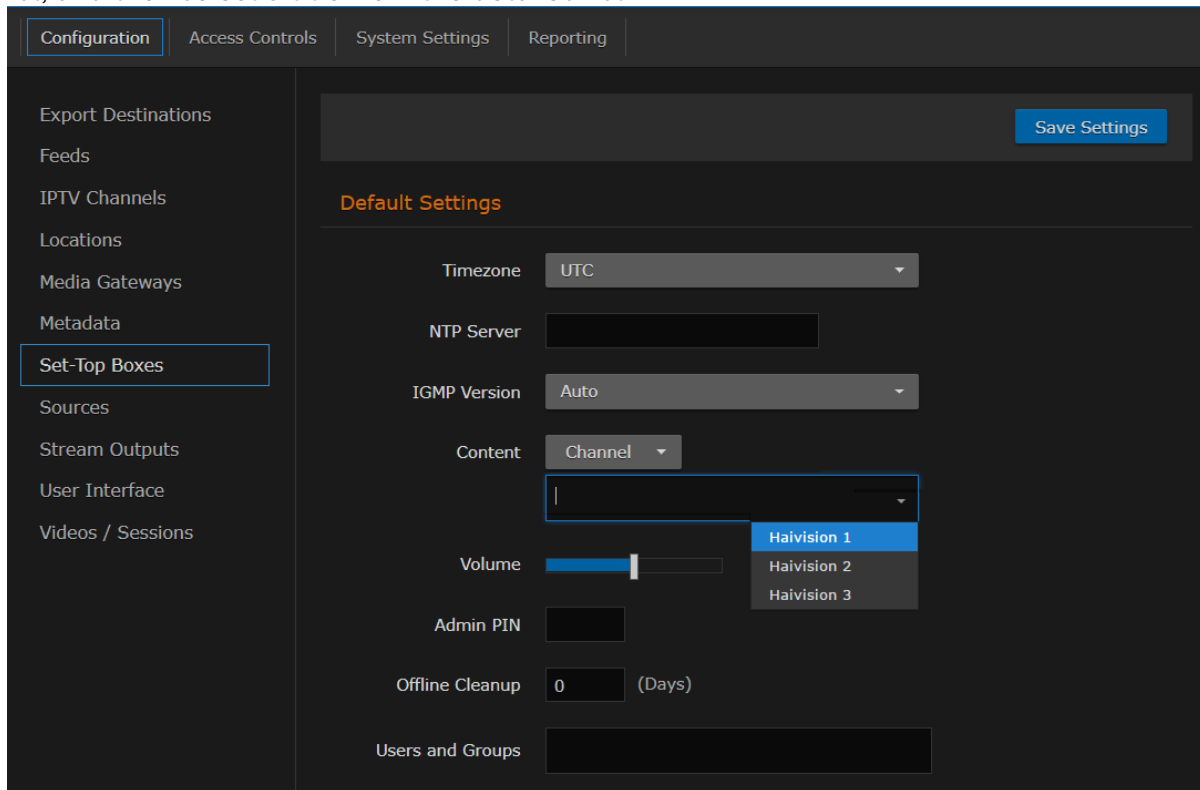 Configuration Access Controls System Settings Reporting
Export Destinations
Save Settings
Feeds
IPTV Channels
Default Settings
Locations
Timezone UTC
Media Gateways
Metadata
NTP Server
Set-Top Boxes
IGMP Version Auto
Sources
Stream Outputs
Content Channel
User Interface
Videos / Sessions
Haivision 1
Volume
Haivision 2
Haivision 3
Admin PIN
Offline Cleanup 0 (Days)
Users and Groups